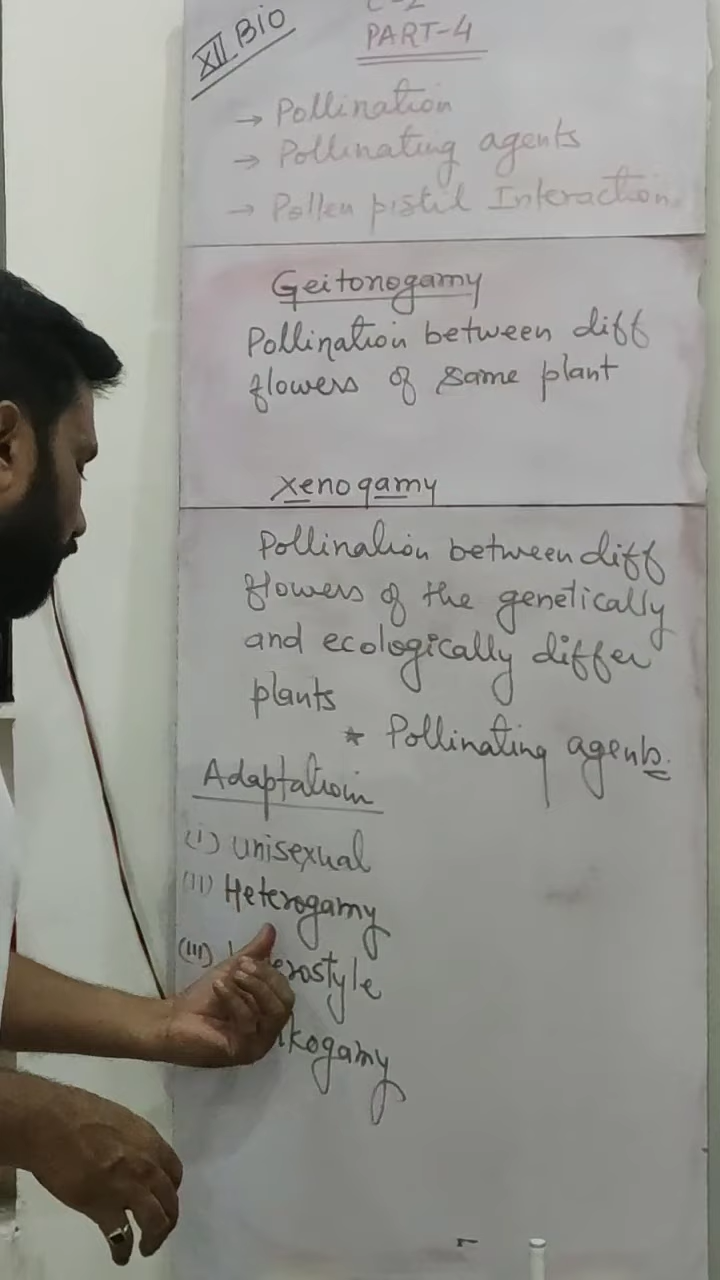 XII BIO
PART-4
→ Pollination
→ Pollinating agents
→ Pollen pistil Interaction.
Geitonogamy
Pollination between diff
flowers of same plant
Xenogamy
Pollination between diff
flowers of the genetically
and ecologically differ
plants
* Pollinating agents.
Adaptation
(i) Unisexual
(II) Heterogamy
(III)